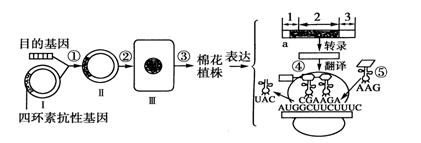 目的基因
Ⅰ
四环素抗性基因
①
Ⅱ
②
Ⅲ
③
棉花
植株
表达
1 2 3
a
转录
翻译
④
⑤
UAC
CGAAGA
AAG
AUGGCUUCUUUC